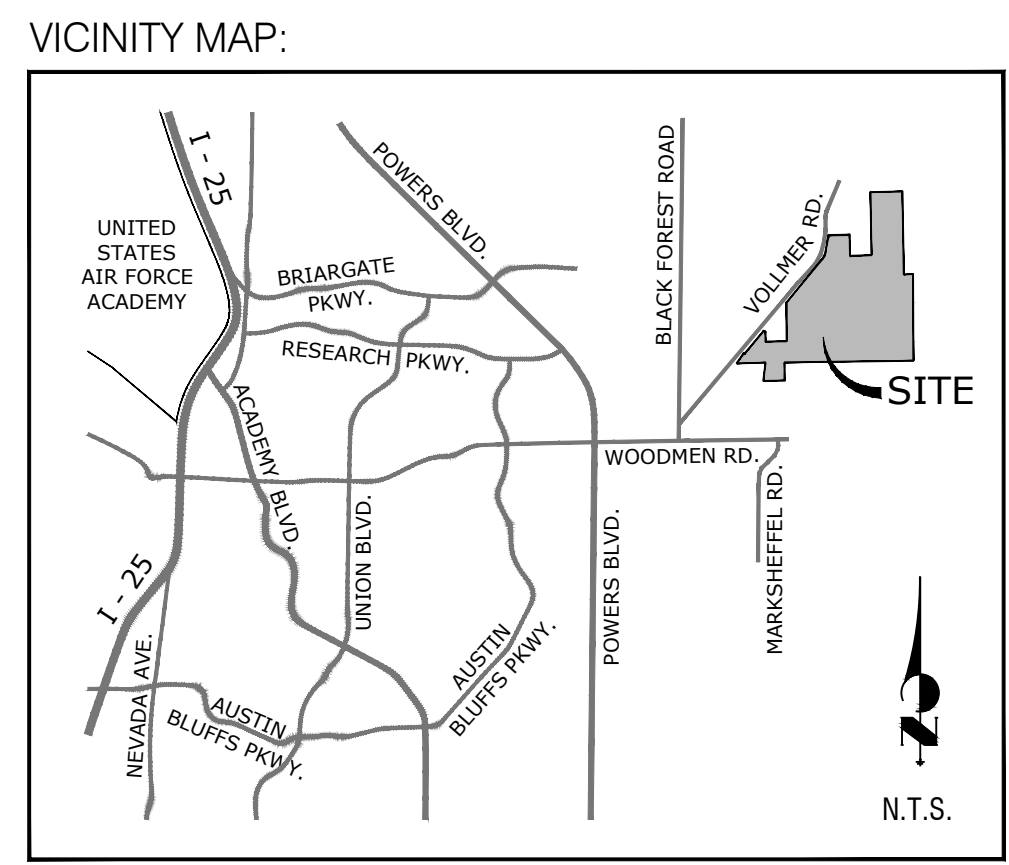 VICINITY MAP:
I - 25
POWERS BLVD.
BLACK FOREST ROAD
VOLLMER RD.
UNITED
STATES
AIR FORCE
ACADEMY
BRIARGATE
PKWY.
RESEARCH PKWY.
SITE
ACADEMY BLVD.
WOODMEN RD.
UNION BLVD.
POWERS BLVD.
MARKSHEFFEL RD.
I - 25
NEVADA AVE.
AUSTIN
BLUFFS PKWY.
AUSTIN
BLUFFS PKWY.
N
N.T.S.